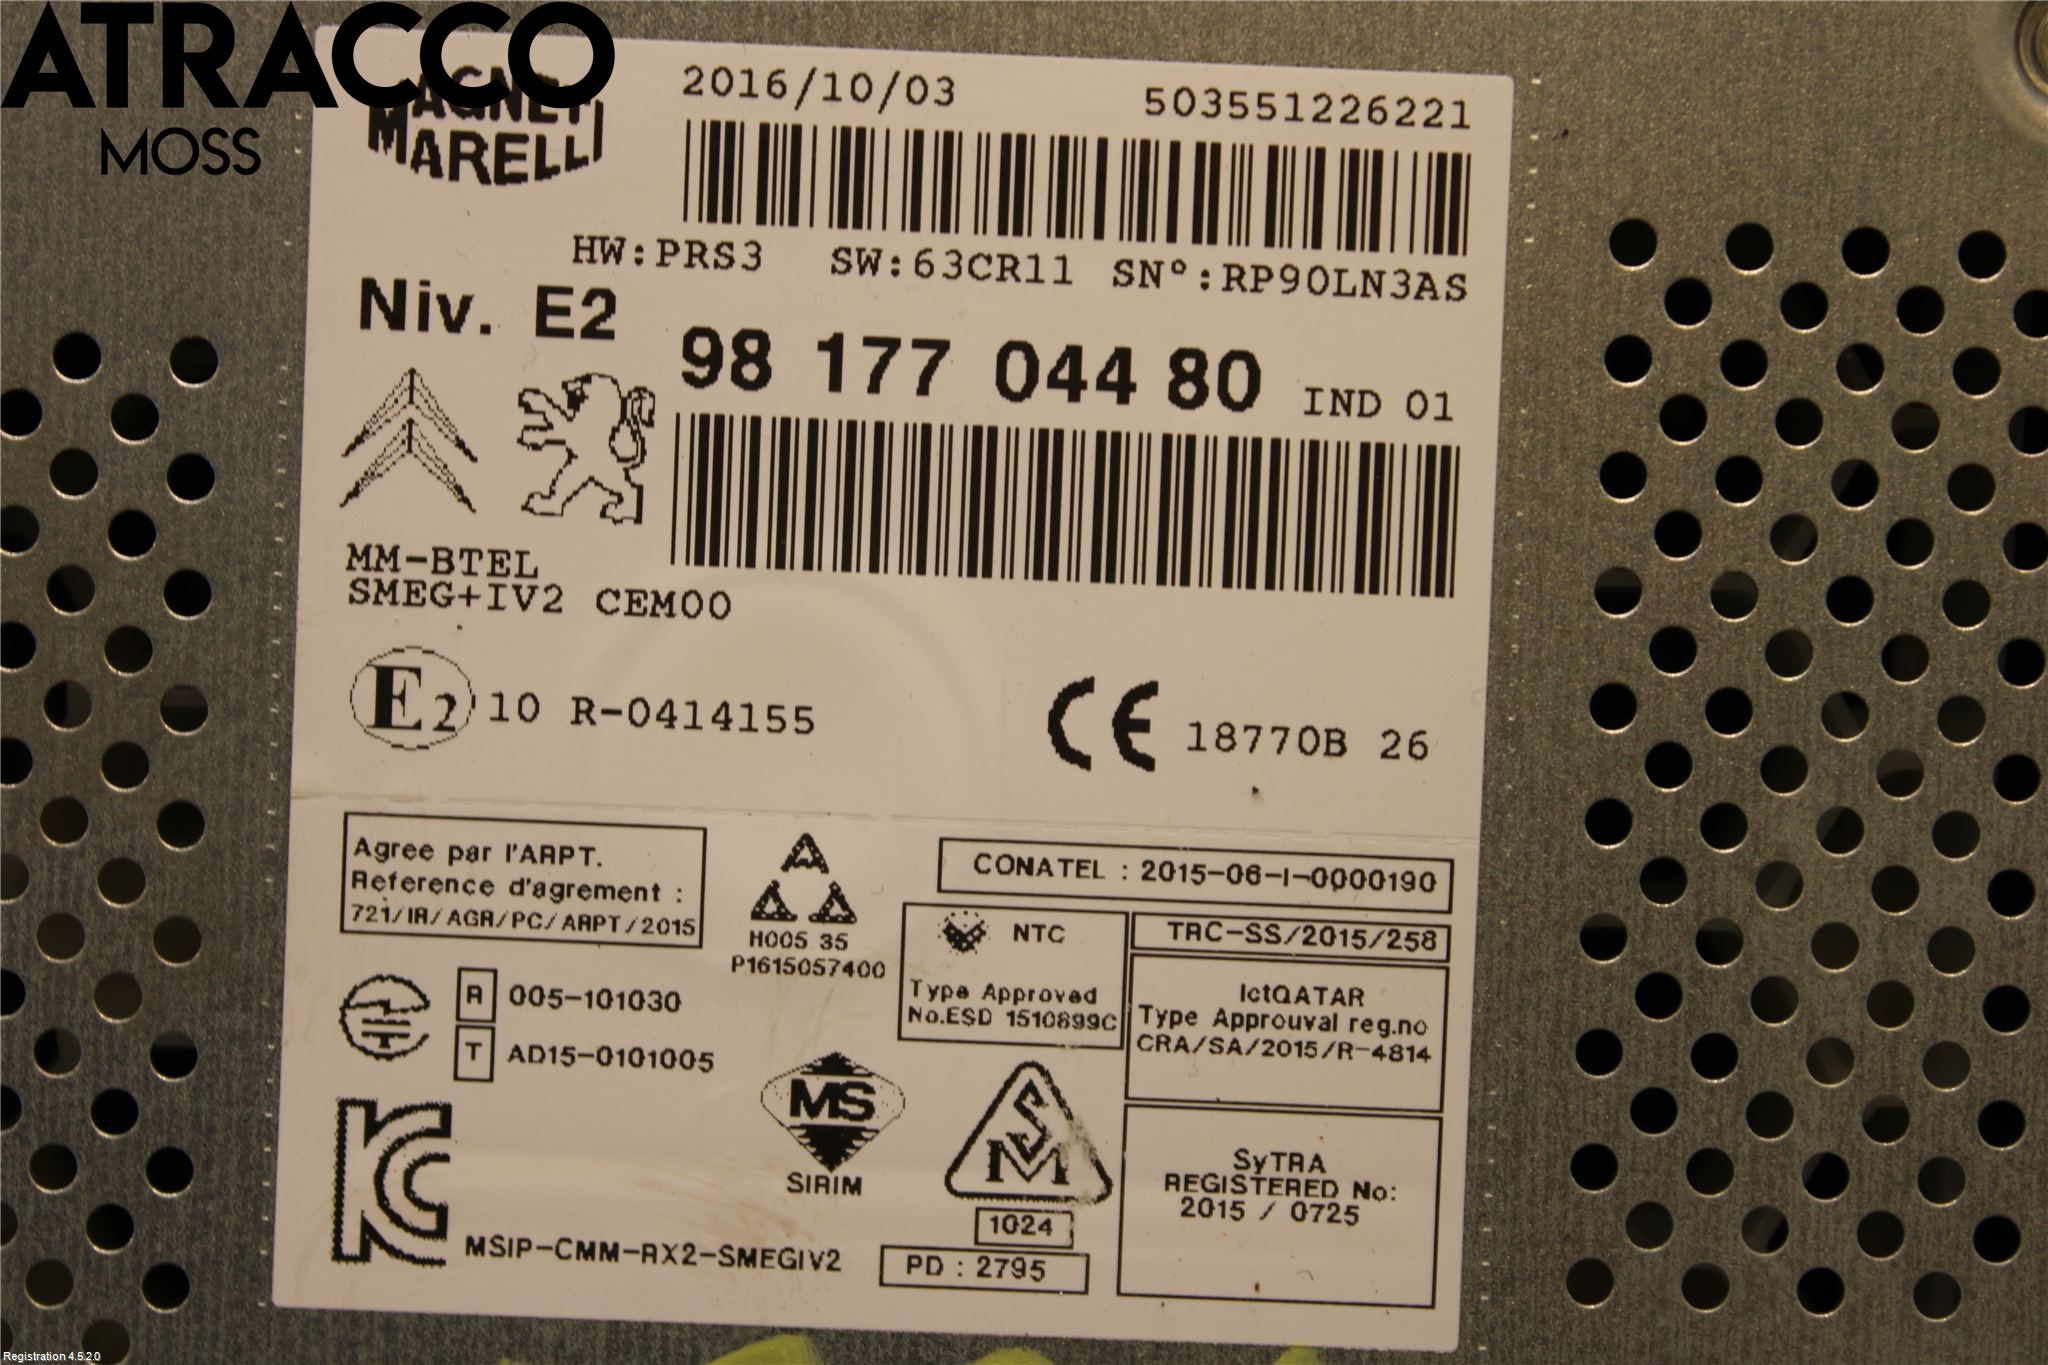 ATRACCO
MOSS
MAGNETI
MARELLI
2016/10/03
503551226221
HW:PRS3 SW:63CR11 SN°:RP90LN3AS
Niv. E2
98 177 044 80 IND 01
MM-BTEL
SMEG+IV2 CEM00
E2 10 R-0414155
CE 18770B 26
Agree par l'ARPT.
Reference d'agrement :
721/IR/AGR/PC/ARPT/2015
H005 35
P1615057400
CONATEL : 2015-06-I-0000190
NTC
Type Approved
No.ESD 1510899C
TRC-SS/2015/258
IctQATAR
Type Approuval reg.no
CRA/SA/2015/R-4814
R 005-101030
T AD15-0101005
MS
SIRIM
SM
1024
PD : 2795
SyTRA
REGISTERED No:
2015 / 0725
KC
MSIP-CMM-RX2-SMEGIV2
Registration 4.5.2.0